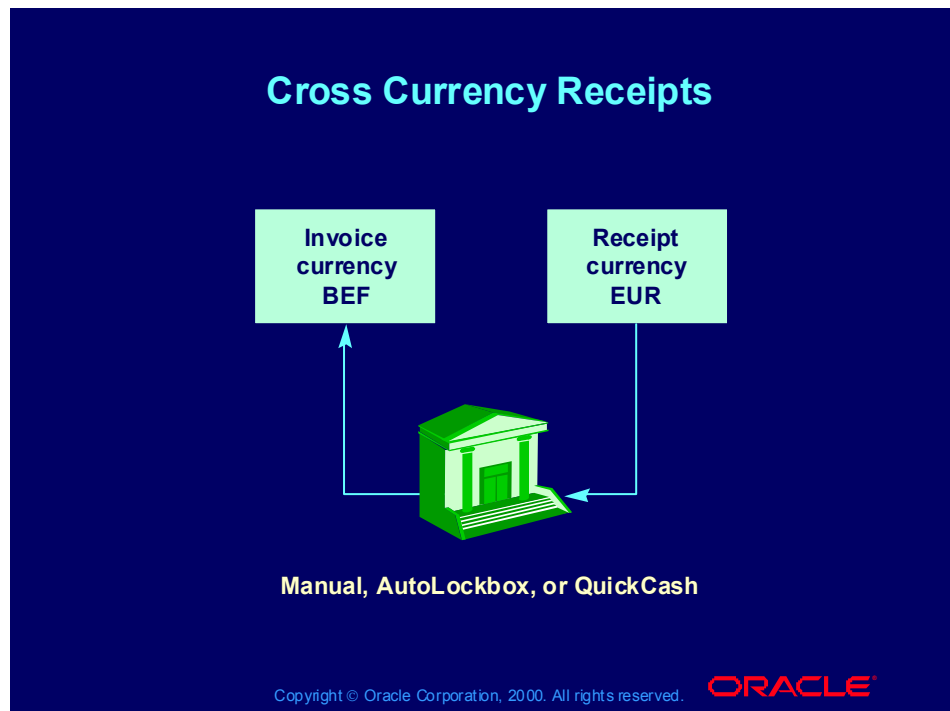 Cross Currency Receipts
Invoice
currency
BEF
Receipt
currency
EUR
Manual, AutoLockbox, or QuickCash
Copyright © Oracle Corporation, 2000. All rights reserved.
ORACLE®